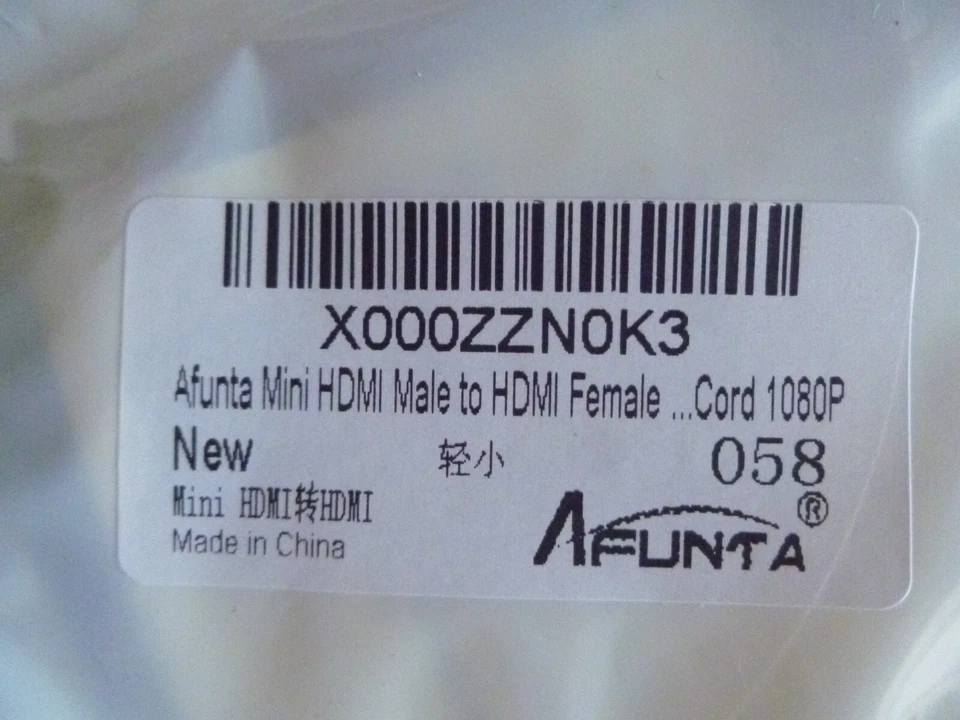 X000ZZN0K3
Afunta Mini HDMI Male to HDMI Female ...Cord 1080P
New 轻小 058
Mini HDMI转HDMI
Made in China
AFUNTA®